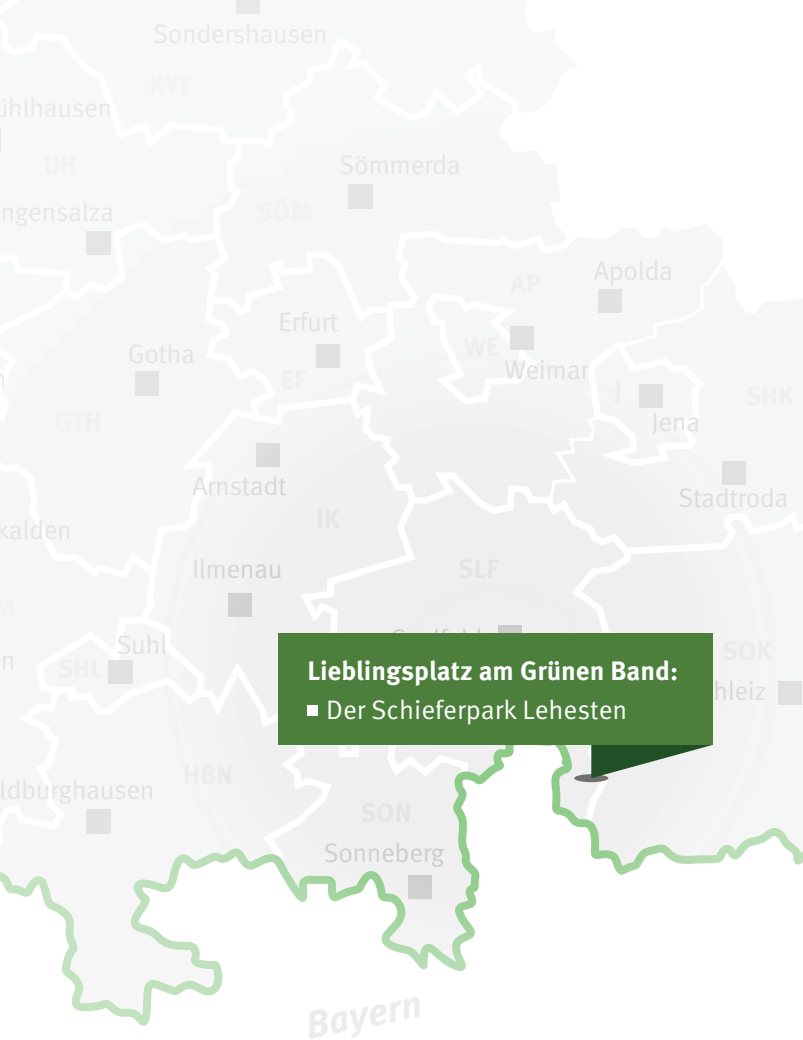 Sondershausen
KYF
ühlhausen
UH
Sömmerda
ngensalza
SÖM
Apolda
AP
Erfurt
WE
Gotha
Weimar
EF
J
SHK
GTH
Jena
Arnstadt
Stadtroda
IK
kalden
Ilmenau
SLF
Suhl
SHL
SOK
Lieblingsplatz am Grünen Band:
Der Schieferpark Lehesten
hleiz
HBN
ldburghausen
SON
Sonneberg
Bayern